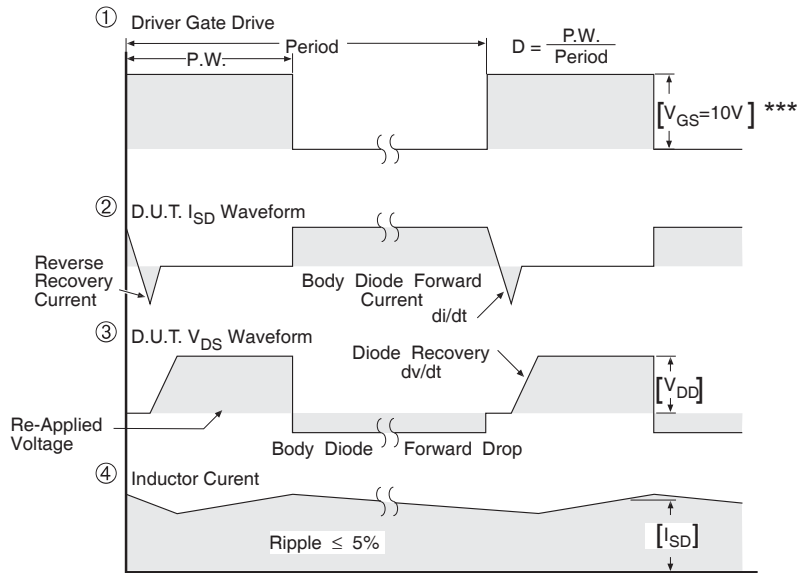 ① Driver Gate Drive
Period
P.W.
D = P.W. / Period
[V_GS=10V] ***
② D.U.T. I_SD Waveform
Reverse
Recovery
Current
Body Diode Forward
Current
di/dt
③ D.U.T. V_DS Waveform
Diode Recovery
dv/dt
[V_DD]
Re-Applied
Voltage
Body Diode Forward Drop
④ Inductor Curent
Ripple ≤ 5%
[I_SD]